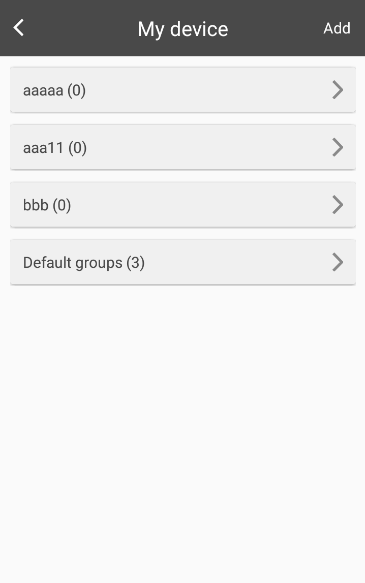 My device
Add
aaaaa (0)
aaa11 (0)
bbb (0)
Default groups (3)